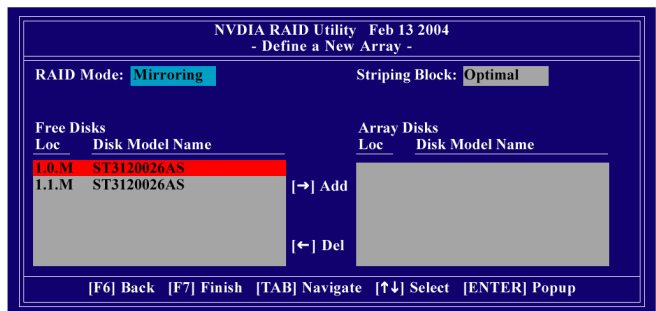 NVDIA RAID Utility Feb 13 2004
- Define a New Array -
RAID Mode: Mirroring Striping Block: Optimal
Free Disks Array Disks
Loc Disk Model Name Loc Disk Model Name
1.0.M ST3120026AS
1.1.M ST3120026AS
[→] Add
[←] Del
[F6] Back [F7] Finish [TAB] Navigate [↑↓] Select [ENTER] Popup